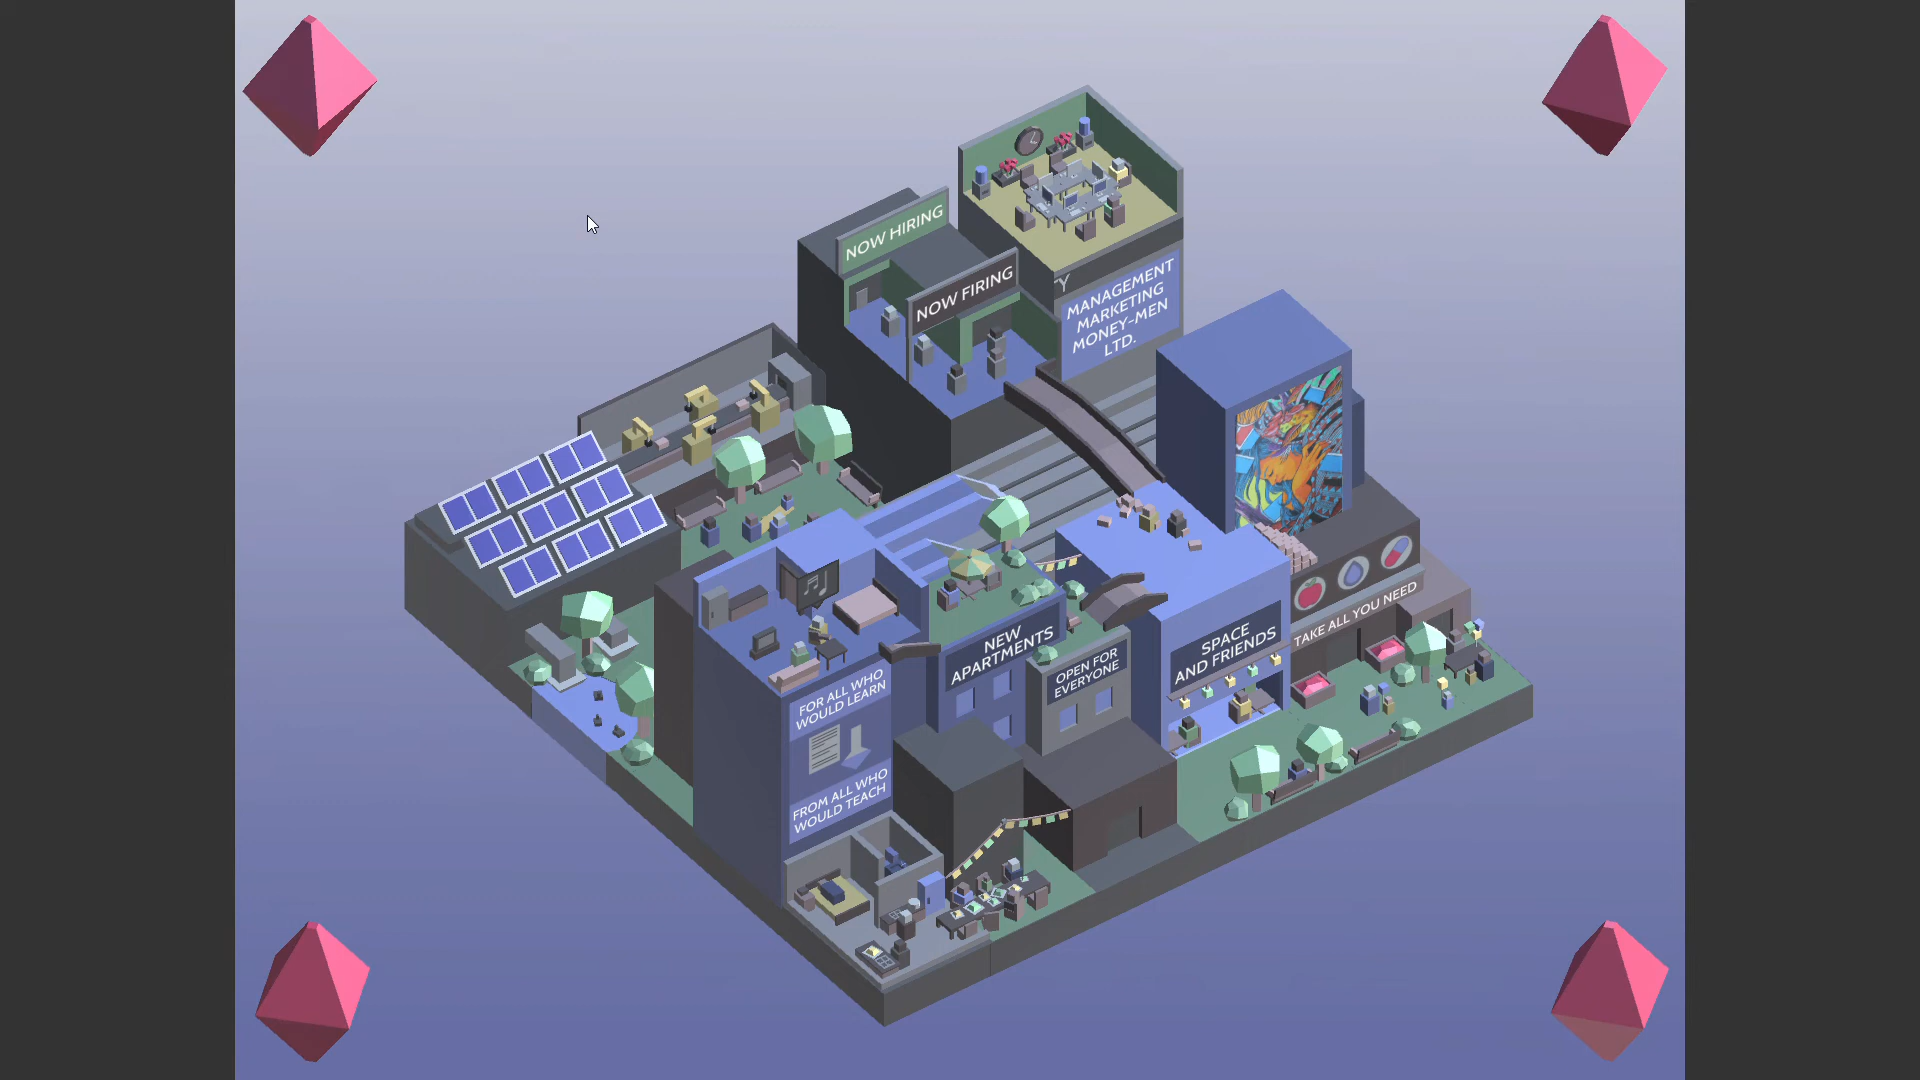 NOW HIRING
NOW FIRING
Y
MANAGEMENT
MARKETING
MONEY-MEN
LTD.
TAKE ALL YOU NEED
SPACE
AND FRIENDS
NEW
APARTMENTS
OPEN FOR
EVERYONE
FOR ALL WHO
WOULD LEARN
FROM ALL WHO
WOULD TEACH